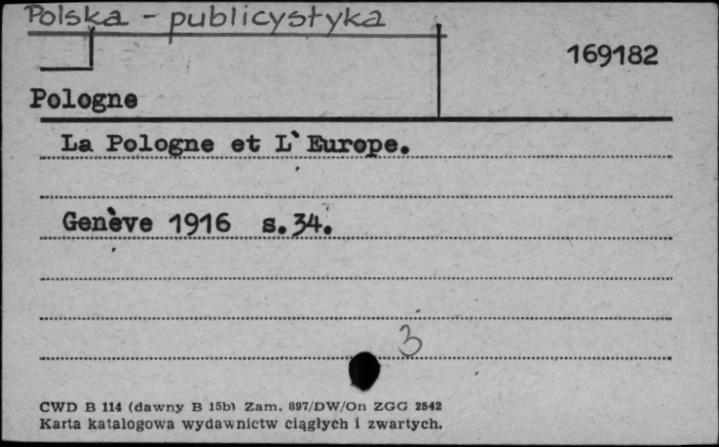 Polska - publicystyka
169182
Pologne
La Pologne et L`Europe.
Genève 1916 s.34.
3
CWD B 114 (dawny B 15b) Zam. 897/DW/On ZGG 2542
Karta katalogowa wydawnictw ciągłych i zwartych.